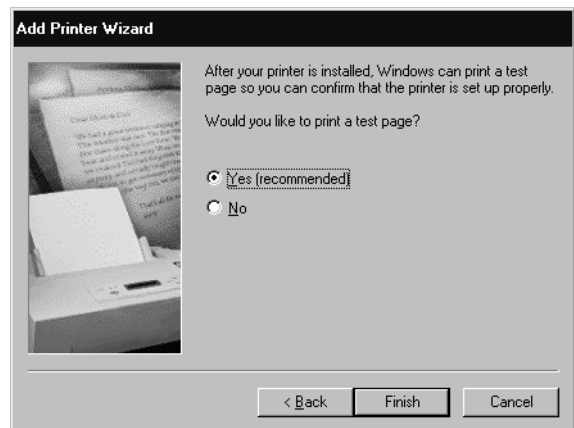 Add Printer Wizard
After your printer is installed, Windows can print a test
page so you can confirm that the printer is set up properly.
Would you like to print a test page?
Yes (recommended)
No
< Back
Finish
Cancel